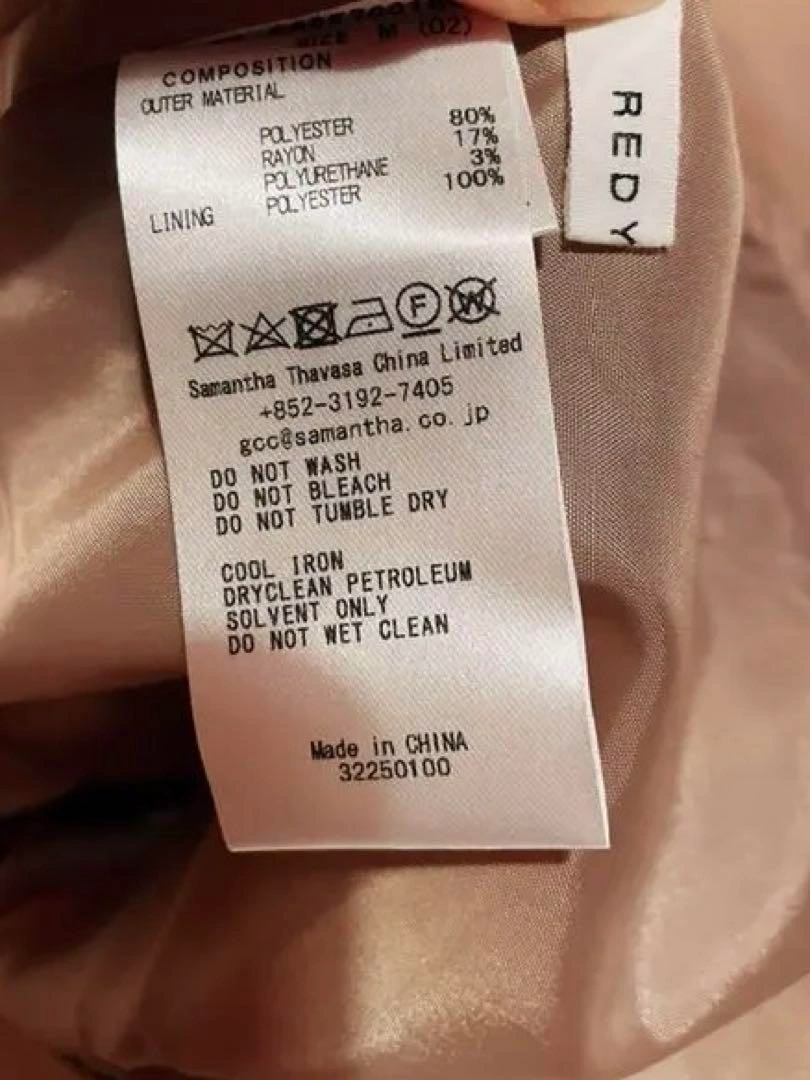 SIZE M (02)
COMPOSITION
OUTER MATERIAL
POLYESTER 80%
RAYON 17%
POLYURETHANE 3%
LINING POLYESTER 100%
F W
Samantha Thavasa China Limited
+852-3192-7405
gcc@samantha.co.jp
DO NOT WASH
DO NOT BLEACH
DO NOT TUMBLE DRY
COOL IRON
DRYCLEAN PETROLEUM
SOLVENT ONLY
DO NOT WET CLEAN
Made in CHINA
32250100
REDY